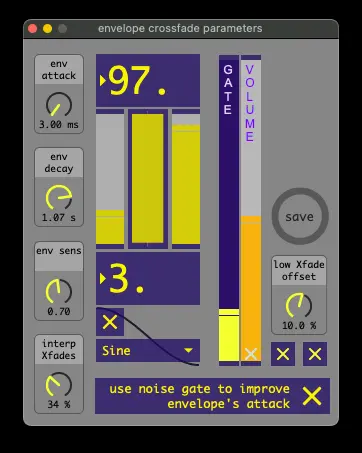 envelope crossfade parameters
env
attack
3.00 ms
env
decay
1.07 s
env sens
0.70
interp
Xfades
34 %
97.
3.
Sine
GATE
VOLUME
save
low Xfade
offset
10.0 %
use noise gate to improve
envelope's attack